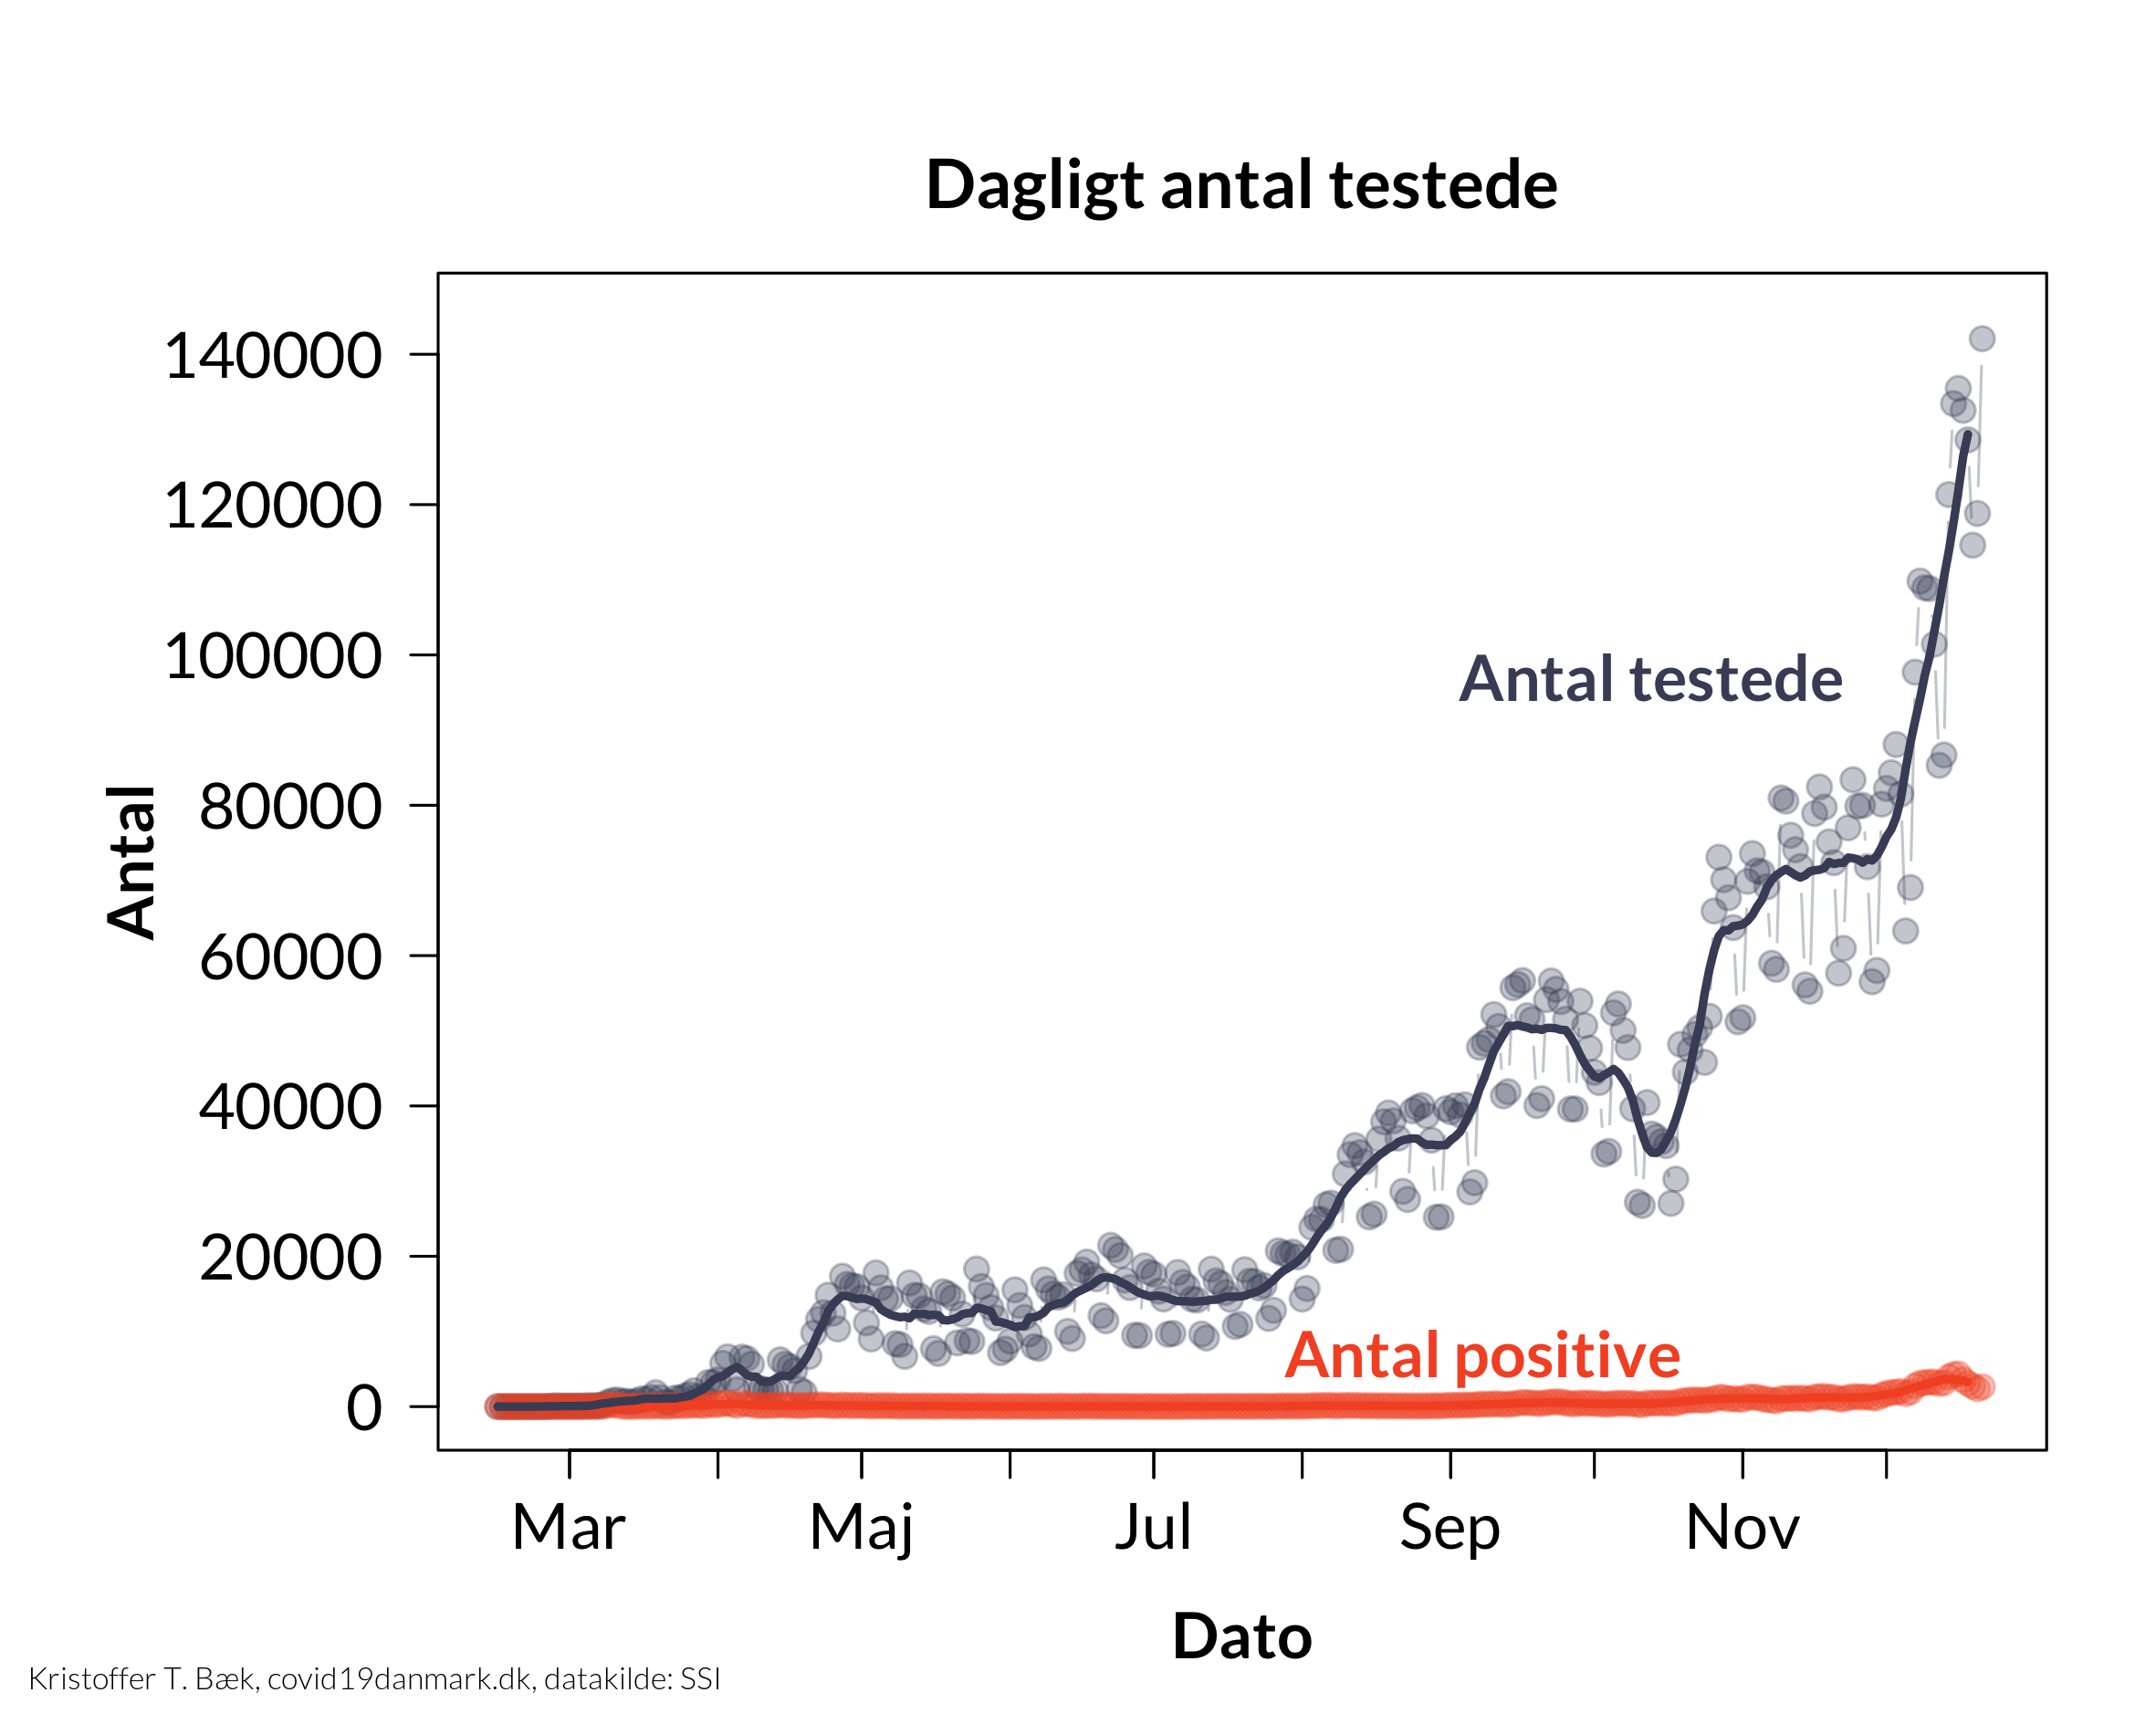 Dagligt antal testede
140000
120000
100000
80000
60000
40000
20000
0
Antal
Antal testede
Antal positive
Mar Maj Jul Sep Nov
Dato
Kristoffer T. Bæk, covid19danmark.dk, datakilde: SSI